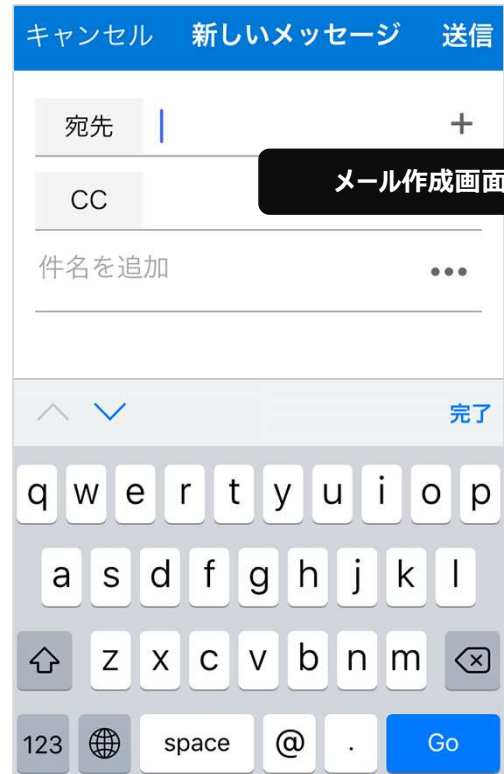 キャンセル 新しいメッセージ 送信
宛先
メール作成画面
CC
件名を追加
完了
q w e r t y u i o p
a s d f g h j k l
z x c v b n m
123 space @ . Go